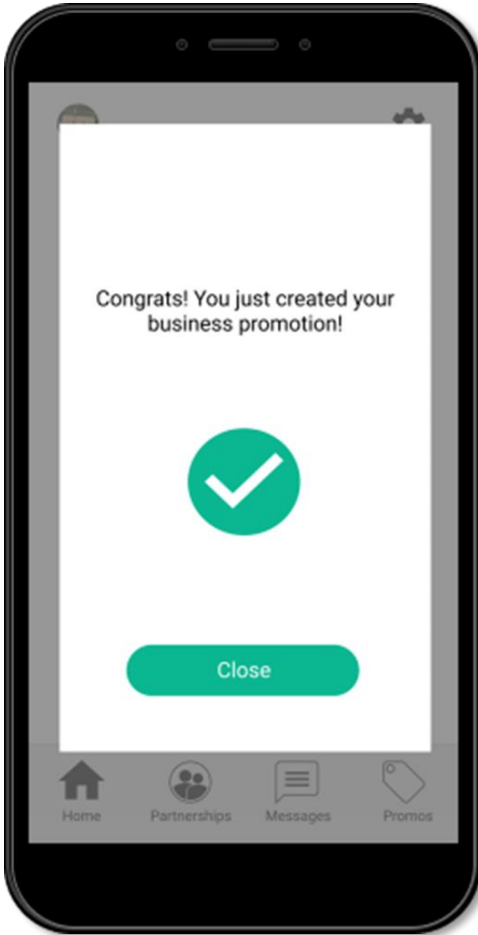 Congrats! You just created your
business promotion!
Close
Home
Partnerships
Messages
Promos